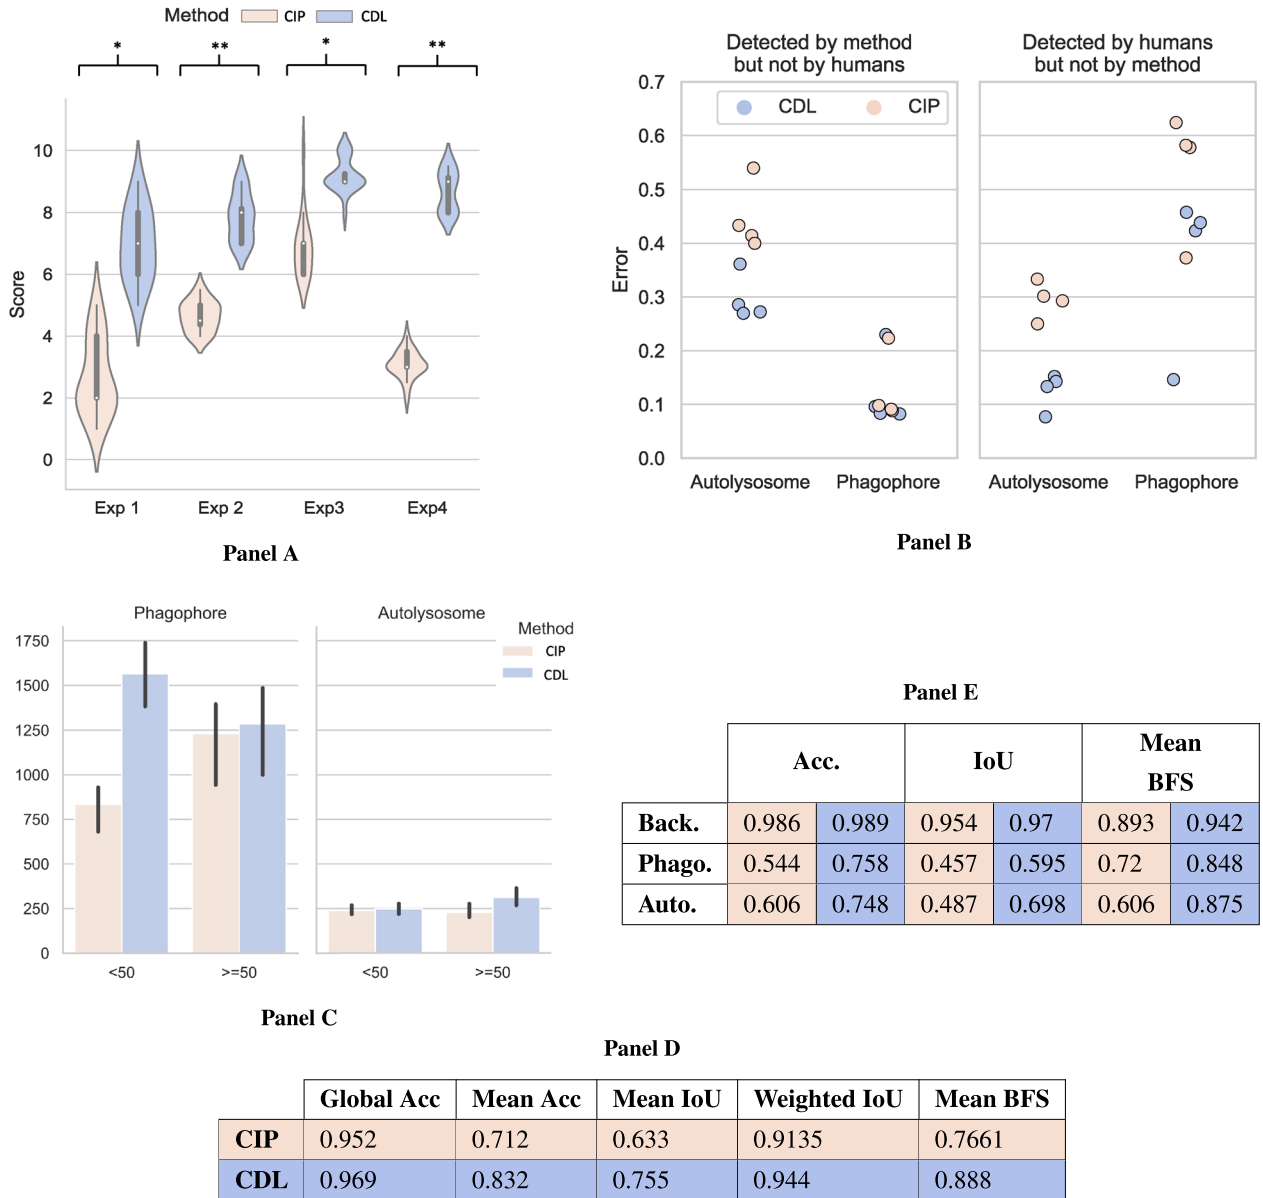 Method CIP CDL
* ** * **
Score
10
8
6
4
2
0
Exp 1 Exp 2 Exp3 Exp4
Panel A
Detected by method
but not by humans
Detected by humans
but not by method
CDL CIP
Error
0.7
0.6
0.5
0.4
0.3
0.2
0.1
0.0
Autolysosome Phagophore Autolysosome Phagophore
Panel B
Phagophore Autolysosome
Method
CIP
CDL
1750
1500
1250
1000
750
500
250
0
<50 >=50 <50 >=50
Panel C
Panel E
Acc. IoU Mean
BFS
Back. 0.986 0.989 0.954 0.97 0.893 0.942
Phago. 0.544 0.758 0.457 0.595 0.72 0.848
Auto. 0.606 0.748 0.487 0.698 0.606 0.875
Panel D
Global Acc Mean Acc Mean IoU Weighted IoU Mean BFS
CIP 0.952 0.712 0.633 0.9135 0.7661
CDL 0.969 0.832 0.755 0.944 0.888